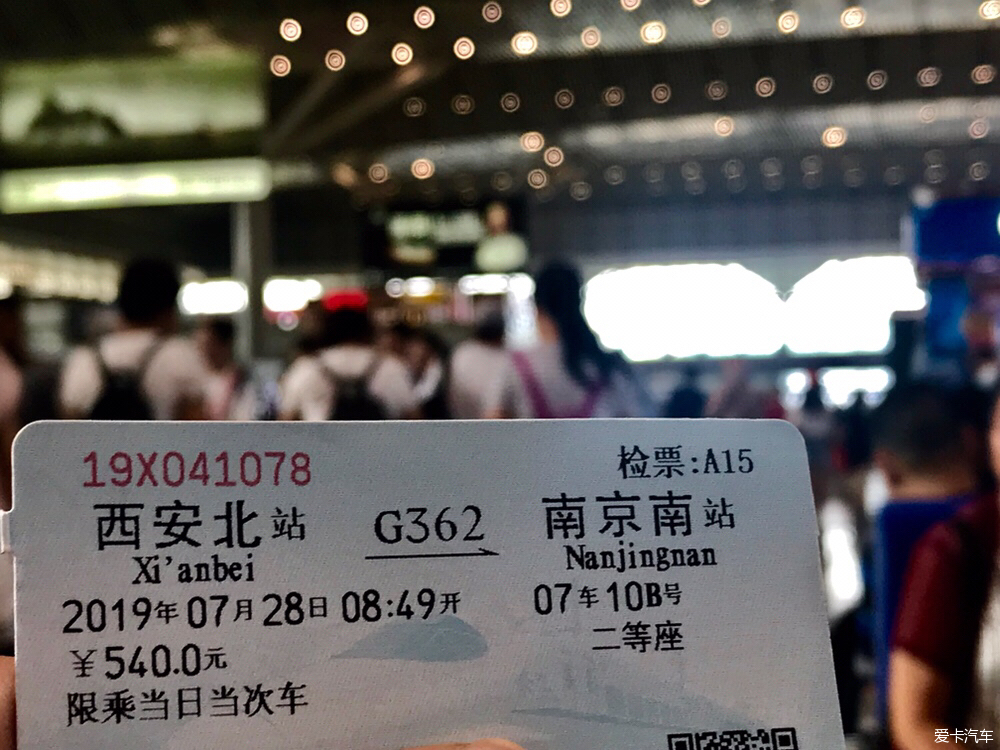 19X041078 检票:A15
西安北站 G362 南京南站
Xi'anbei Nanjingnan
2019年07月28日08:49开 07车10B号
¥540.0元 二等座
限乘当日当次车
爱卡汽车